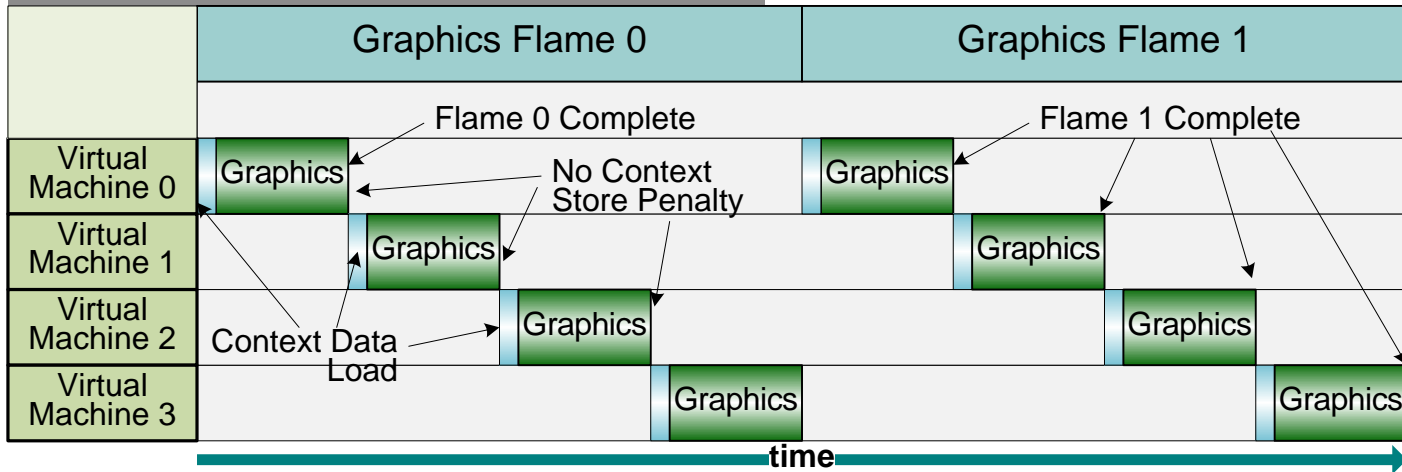 Graphics Flame 0
Graphics Flame 1
Flame 0 Complete
Flame 1 Complete
Virtual
Machine 0
Graphics
No Context
Store Penalty
Graphics
Virtual
Machine 1
Graphics
Graphics
Virtual
Machine 2
Context Data
Load
Graphics
Graphics
Virtual
Machine 3
Graphics
Graphics
time